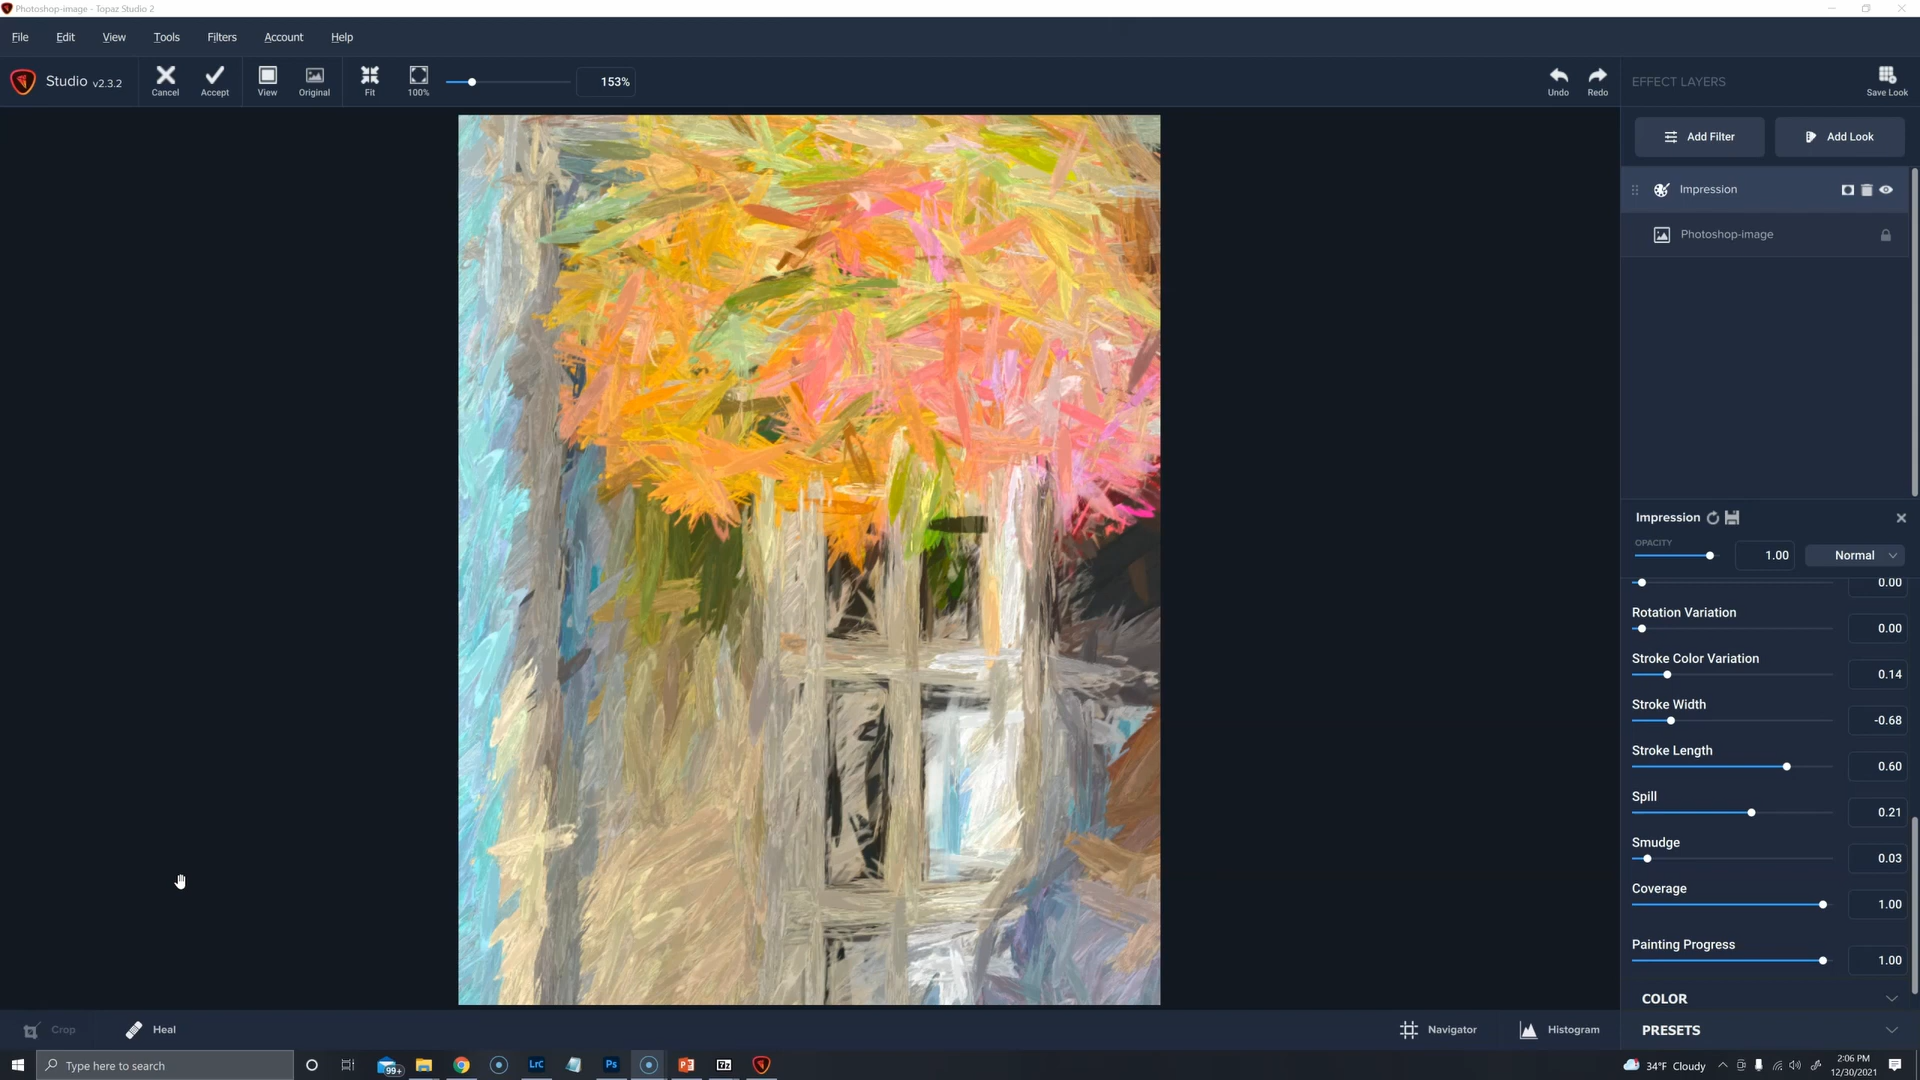 Photoshop-image - Topaz Studio 2
File Edit View Tools Filters Account Help
Studio v2.3.2
Cancel Accept View Original Fit 100% 153% Undo Redo
EFFECT LAYERS
Save Look
Add Filter Add Look
Impression
Photoshop-image
Impression
OPACITY
1.00 Normal
0.00
Rotation Variation
0.00
Stroke Color Variation
0.14
Stroke Width
-0.68
Stroke Length
0.60
Spill
0.21
Smudge
0.03
Coverage
1.00
Painting Progress
1.00
COLOR
PRESETS
Crop Heal Navigator Histogram
Type here to search
99+
LrC
Ps
34°F Cloudy
2:06 PM
12/30/2021